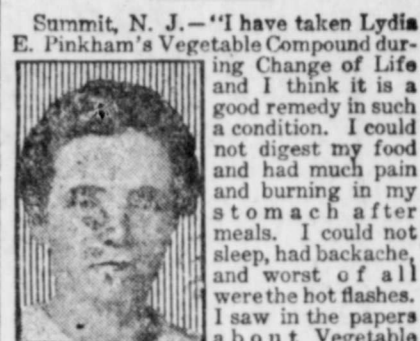 Summit, N. J.—"I have taken Lydia
E. Pinkham's Vegetable Compound dur-
ing Change of Life
and I think it is a
good remedy in such
a condition. I could
not digest my food
and had much pain
and burning in my
stomach after
meals. I could not
sleep, had backache,
and worst of all
were the hot flashes.
I saw in the papers
about Vegetable